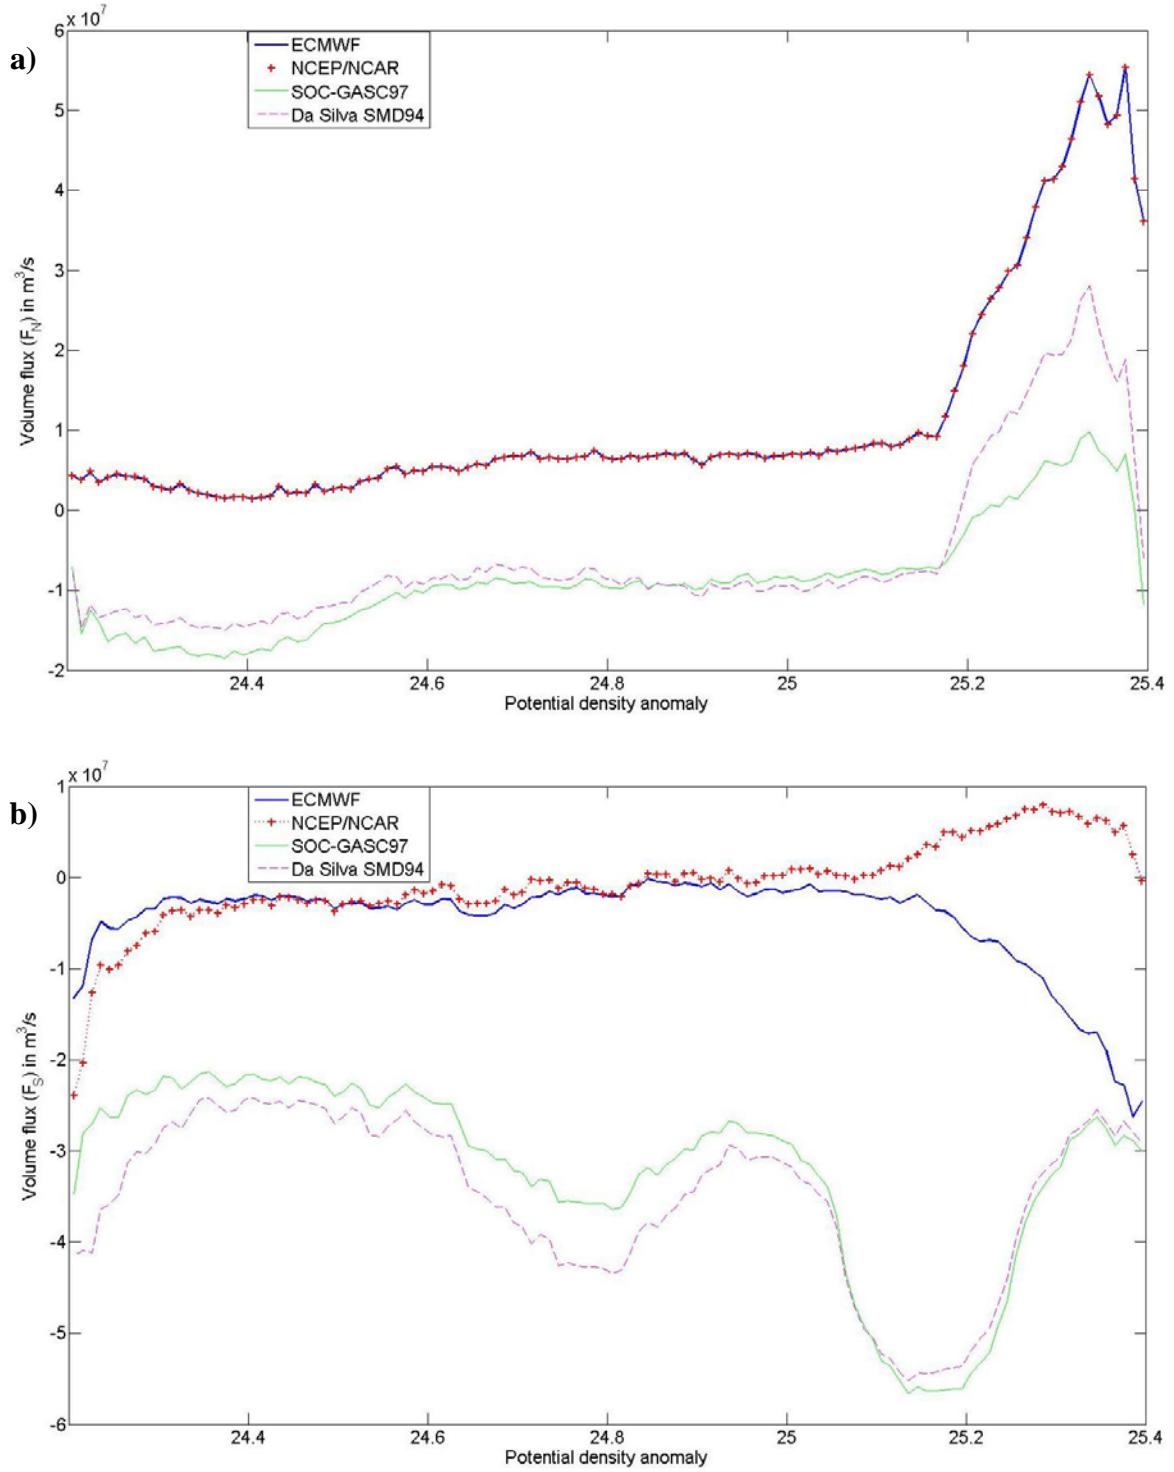 a)
x 10^7
ECMWF
NCEP/NCAR
SOC-GASC97
Da Silva SMD94
Volume flux (F_N) in m^3/s
6
5
4
3
2
1
0
-1
-2
24.4 24.6 24.8 25 25.2 25.4
Potential density anomaly
b)
x 10^7
ECMWF
NCEP/NCAR
SOC-GASC97
Da Silva SMD94
Volume flux (F_S) in m^3/s
1
0
-1
-2
-3
-4
-5
-6
24.4 24.6 24.8 25 25.2 25.4
Potential density anomaly